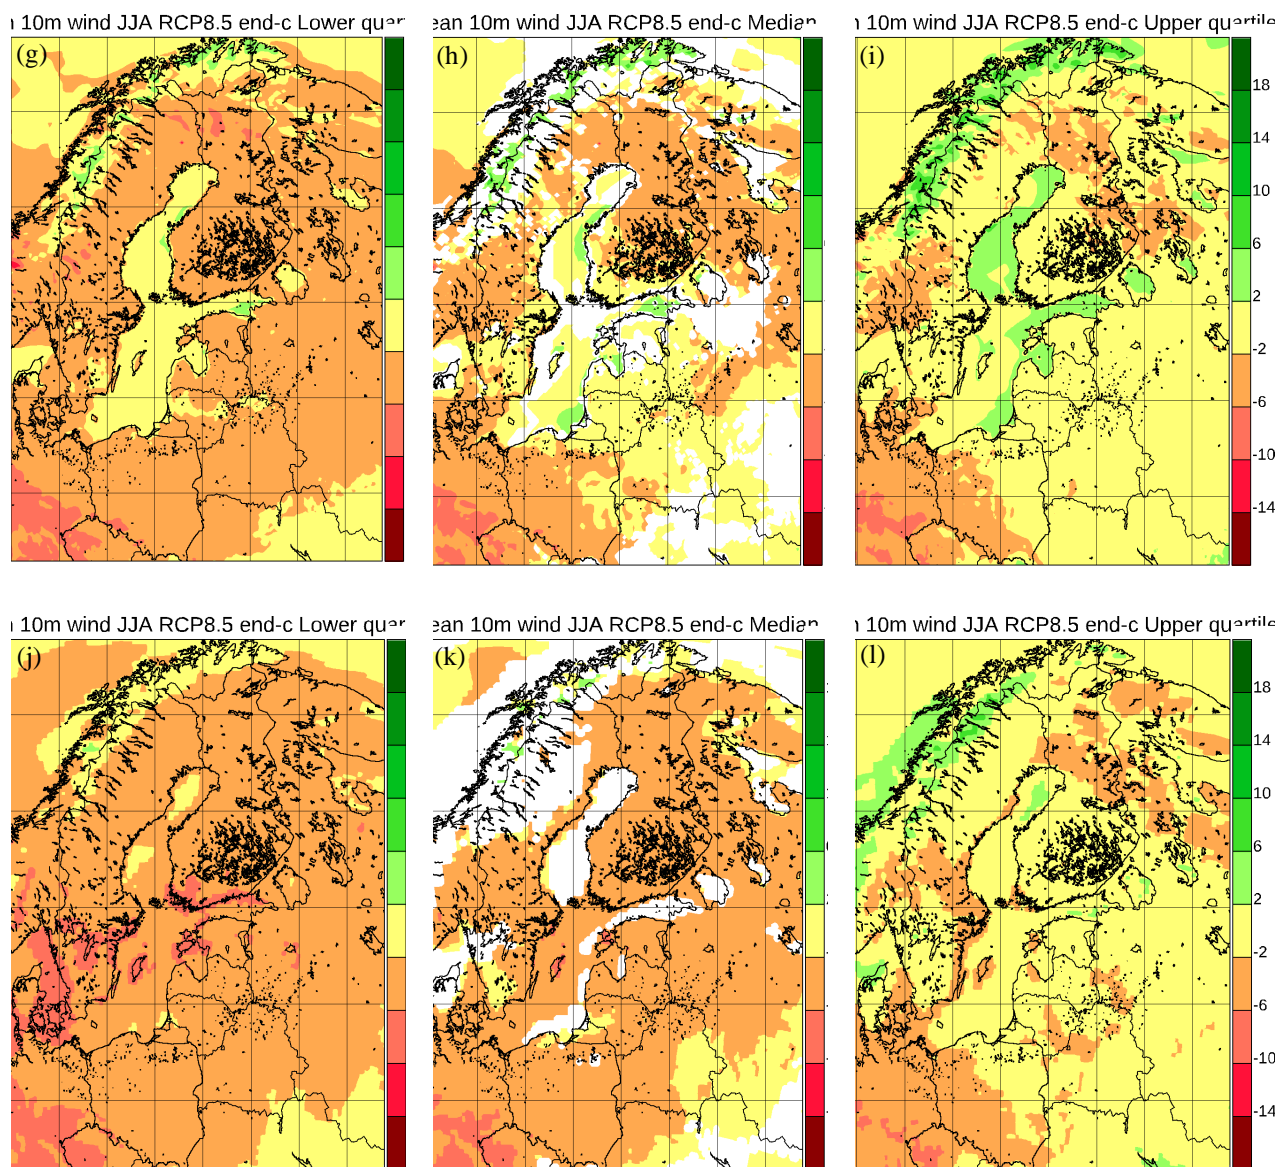 10m wind JJA RCP8.5 end-c Lower quar
ean 10m wind JJA RCP8.5 end-c Median
10m wind JJA RCP8.5 end-c Upper quartile
(g)
(h)
(i)
18
14
10
6
2
-2
-6
-10
-14
10m wind JJA RCP8.5 end-c Lower quar
ean 10m wind JJA RCP8.5 end-c Median
10m wind JJA RCP8.5 end-c Upper quartile
(j)
(k)
(l)
18
14
10
6
2
-2
-6
-10
-14